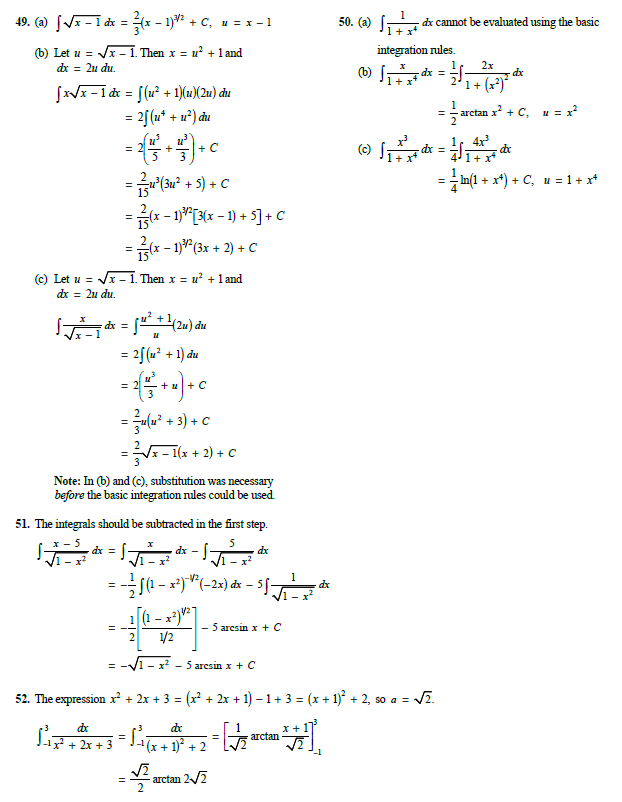 49. (a) ∫√(x − 1) dx = 2/3 (x − 1)^(3/2) + C, u = x − 1
(b) Let u = √(x − 1). Then x = u² + 1 and
dx = 2u du.
∫x√(x − 1) dx = ∫(u² + 1)(u)(2u) du
= 2∫(u⁴ + u²) du
= 2(u⁵/5 + u³/3) + C
= 2/15 u³(3u² + 5) + C
= 2/15 (x − 1)^(3/2)[3(x − 1) + 5] + C
= 2/15 (x − 1)^(3/2)(3x + 2) + C
(c) Let u = √(x − 1). Then x = u² + 1 and
dx = 2u du.
∫ x/√(x − 1) dx = ∫ (u² + 1)/u (2u) du
= 2∫(u² + 1) du
= 2(u³/3 + u) + C
= 2/3 u(u² + 3) + C
= 2/3 √(x − 1)(x + 2) + C
Note: In (b) and (c), substitution was necessary
before the basic integration rules could be used.
50. (a) ∫ 1/(1 + x⁴) dx cannot be evaluated using the basic
integration rules.
(b) ∫ x/(1 + x⁴) dx = 1/2 ∫ 2x/(1 + (x²)²) dx
= 1/2 arctan x² + C, u = x²
(c) ∫ x³/(1 + x⁴) dx = 1/4 ∫ 4x³/(1 + x⁴) dx
= 1/4 ln(1 + x⁴) + C, u = 1 + x⁴
51. The integrals should be subtracted in the first step.
∫ (x − 5)/√(1 − x²) dx = ∫ x/√(1 − x²) dx − ∫ 5/√(1 − x²) dx
= −1/2 ∫(1 − x²)^(−1/2)(−2x) dx − 5∫ 1/√(1 − x²) dx
= −1/2 [(1 − x²)^(1/2) / (1/2)] − 5 arcsin x + C
= −√(1 − x²) − 5 arcsin x + C
52. The expression x² + 2x + 3 = (x² + 2x + 1) − 1 + 3 = (x + 1)² + 2, so a = √2.
∫₋₁³ dx/(x² + 2x + 3) = ∫₋₁³ dx/((x + 1)² + 2) = [1/√2 arctan (x + 1)/√2]₋₁³
= √2/2 arctan 2√2